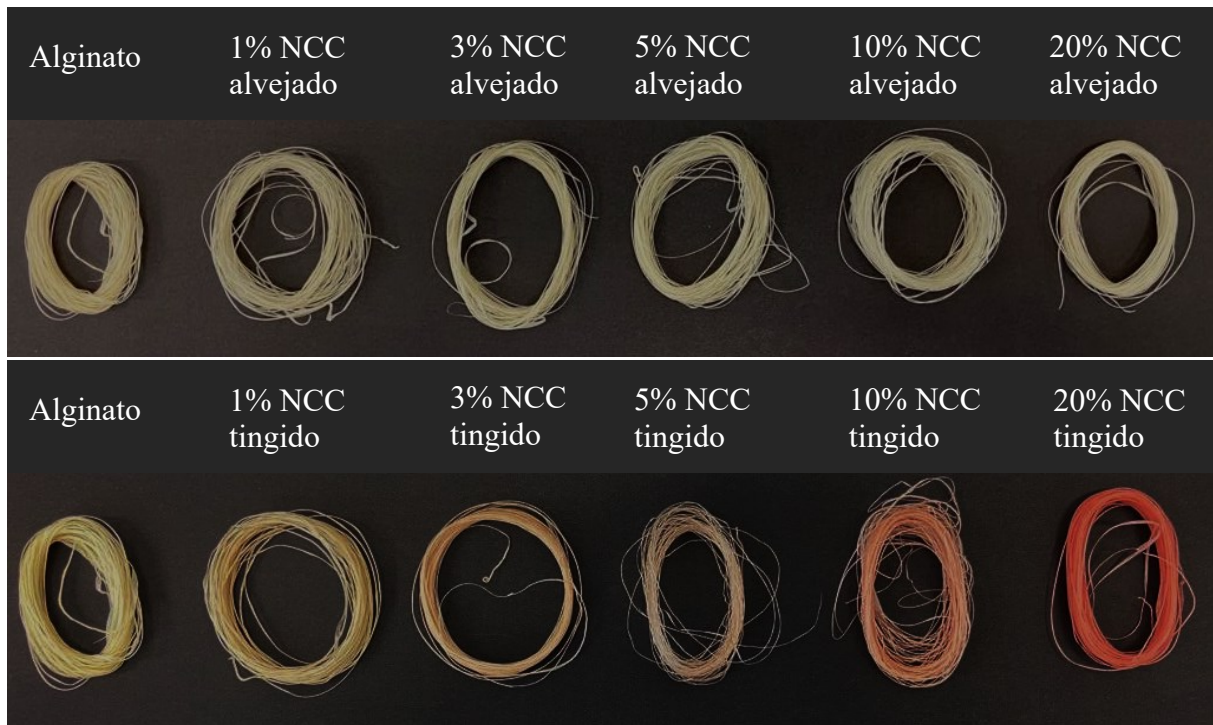 Alginato
1% NCC
alvejado
3% NCC
alvejado
5% NCC
alvejado
10% NCC
alvejado
20% NCC
alvejado
Alginato
1% NCC
tingido
3% NCC
tingido
5% NCC
tingido
10% NCC
tingido
20% NCC
tingido